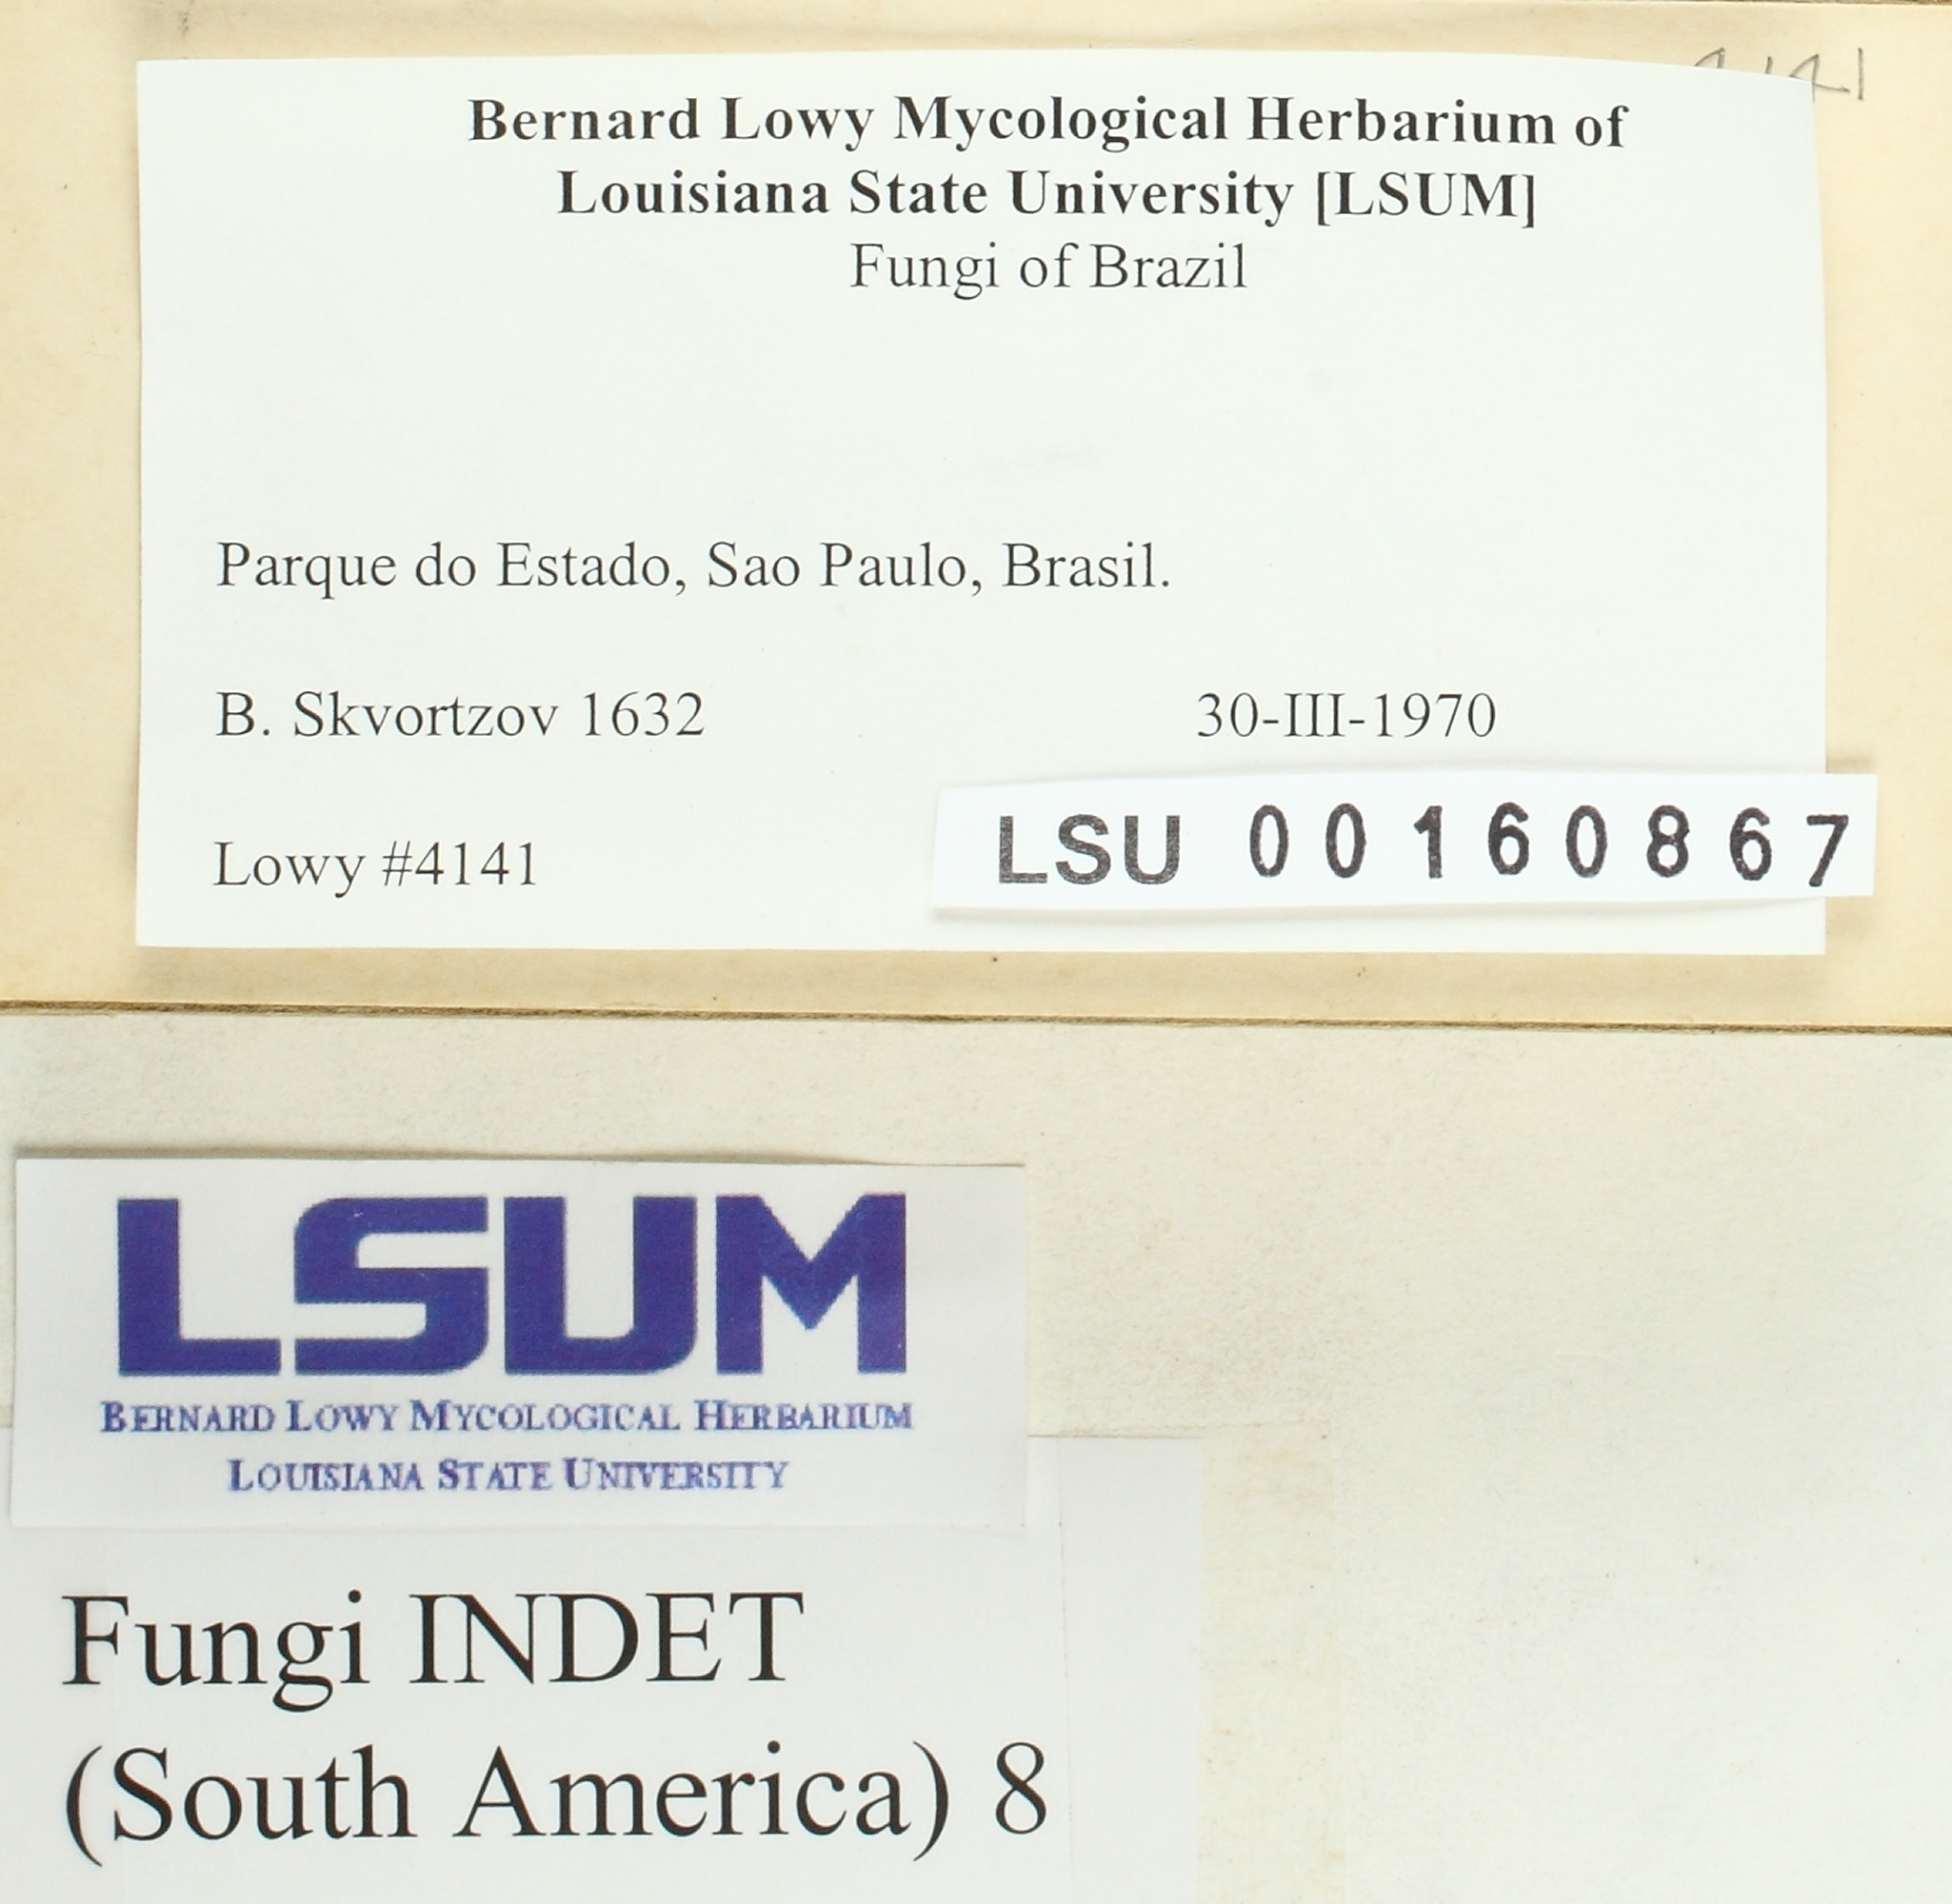 4141
Bernard Lowy Mycological Herbarium of
Louisiana State University [LSUM]
Fungi of Brazil
Parque do Estado, Sao Paulo, Brasil.
B. Skvortzov 1632 30-III-1970
Lowy #4141
LSU 00160867
LSUM
BERNARD LOWY MYCOLOGICAL HERBARIUM
LOUISIANA STATE UNIVERSITY
Fungi INDET
(South America) 8